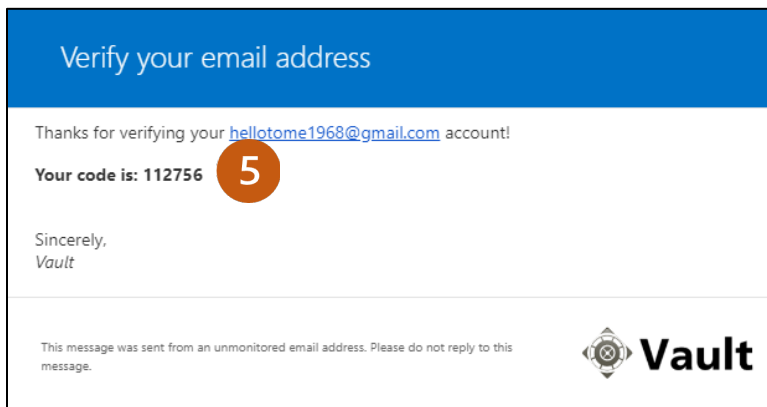 Verify your email address
Thanks for verifying your hellotome1968@gmail.com account!
Your code is: 112756
5
Sincerely,
Vault
This message was sent from an unmonitored email address. Please do not reply to this
message.
Vault